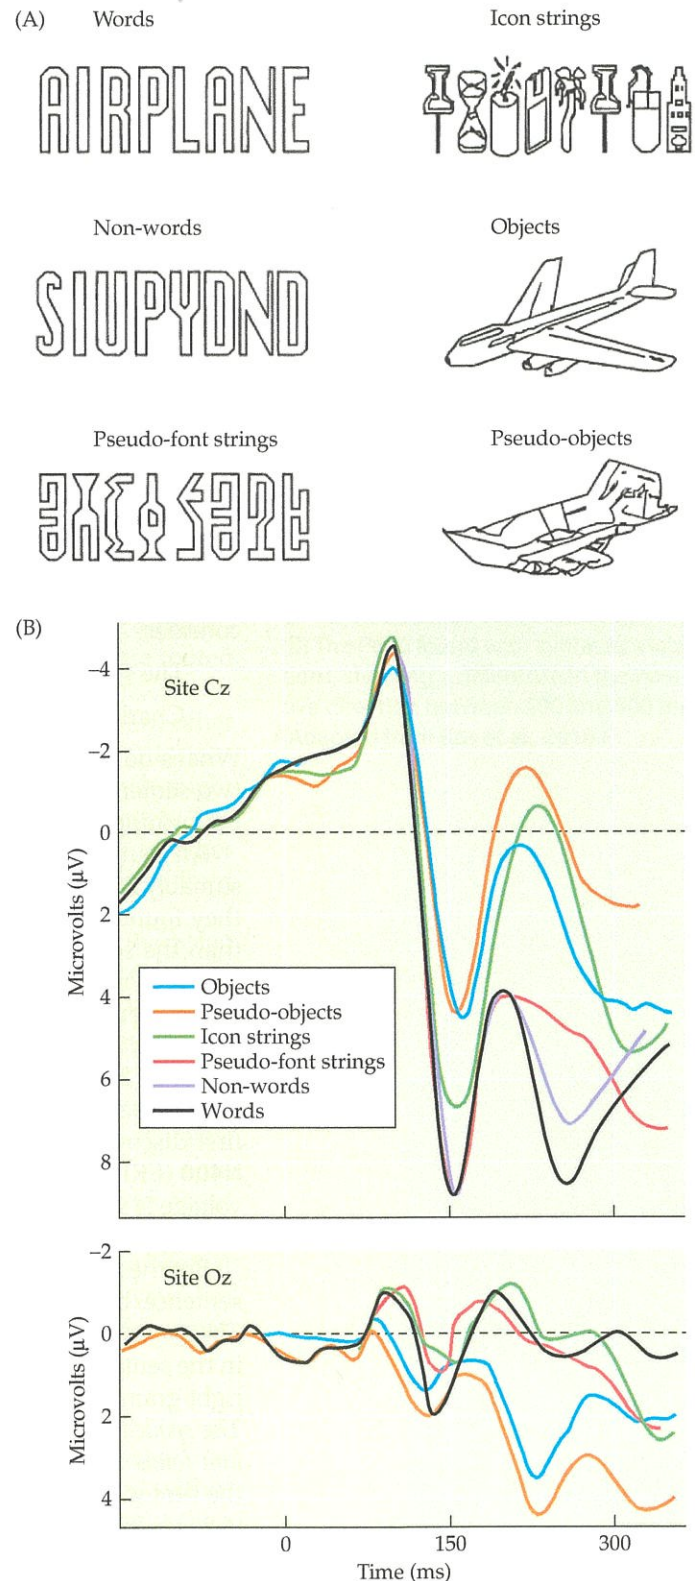 (A) Words Icon strings
AIRPLANE
Non-words Objects
SIUPYDND
Pseudo-font strings Pseudo-objects
(B)
Site Cz
Microvolts (μV)
–4
–2
0
2
4
6
8
Objects
Pseudo-objects
Icon strings
Pseudo-font strings
Non-words
Words
Site Oz
Microvolts (μV)
–2
0
2
4
0 150 300
Time (ms)